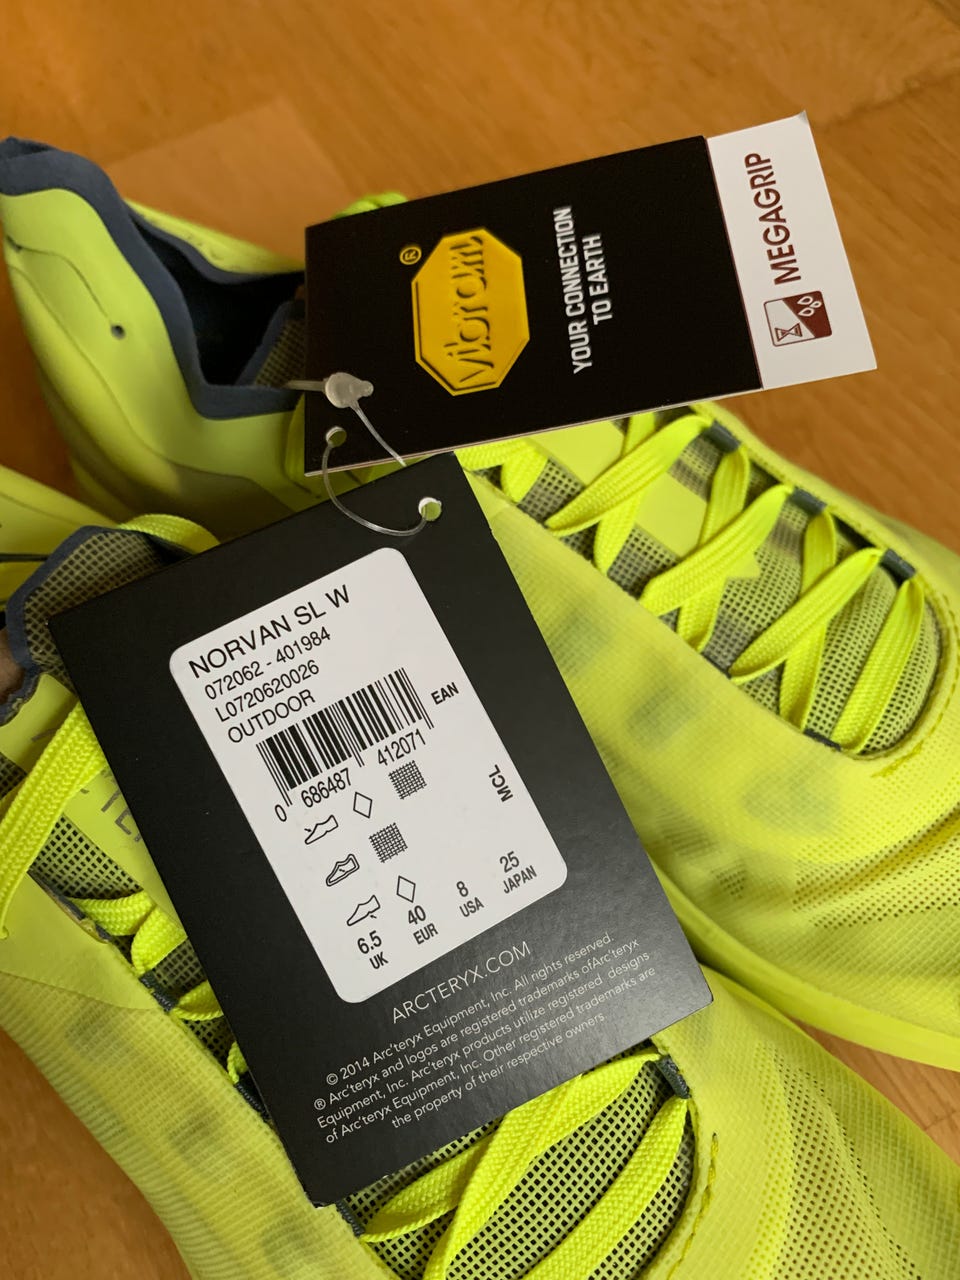 vibram®
YOUR CONNECTION
TO EARTH
MEGAGRIP
NORVAN SL W
072062 - 401984
L0720620026
OUTDOOR
EAN
0 686487 412071
MCL
6.5 40 8 25
UK EUR USA JAPAN
ARCTERYX.COM
© 2014 Arc'teryx Equipment, Inc. All rights reserved.
® Arc'teryx and logos are registered trademarks of Arc'teryx
Equipment, Inc. Arc'teryx products utilize registered designs
of Arc'teryx Equipment, Inc. Other registered trademarks are
the property of their respective owners.